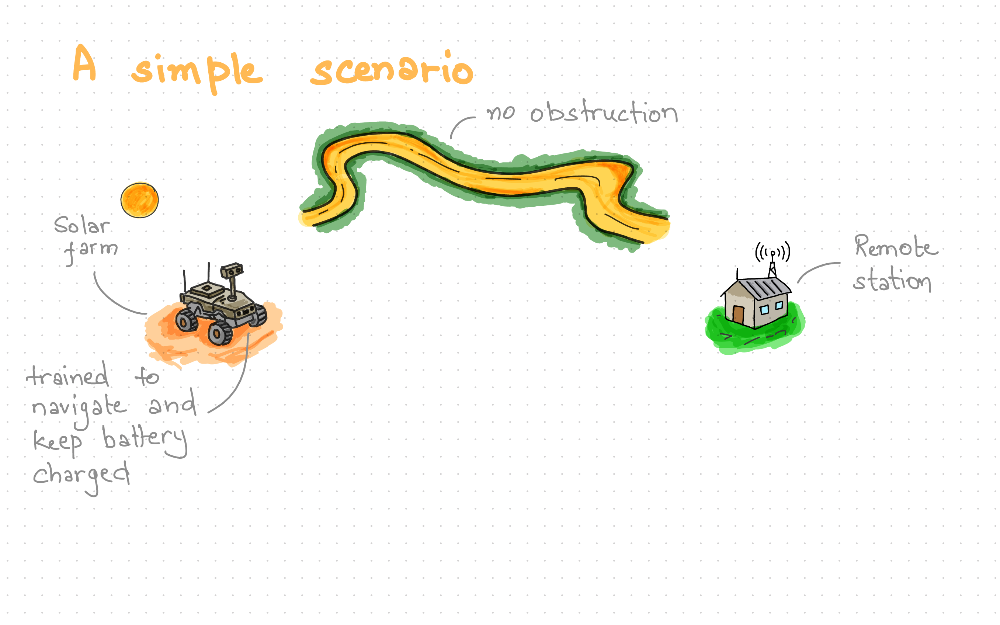 A simple scenario
no obstruction
Solar
farm
Remote
station
trained to
navigate and
keep battery
charged